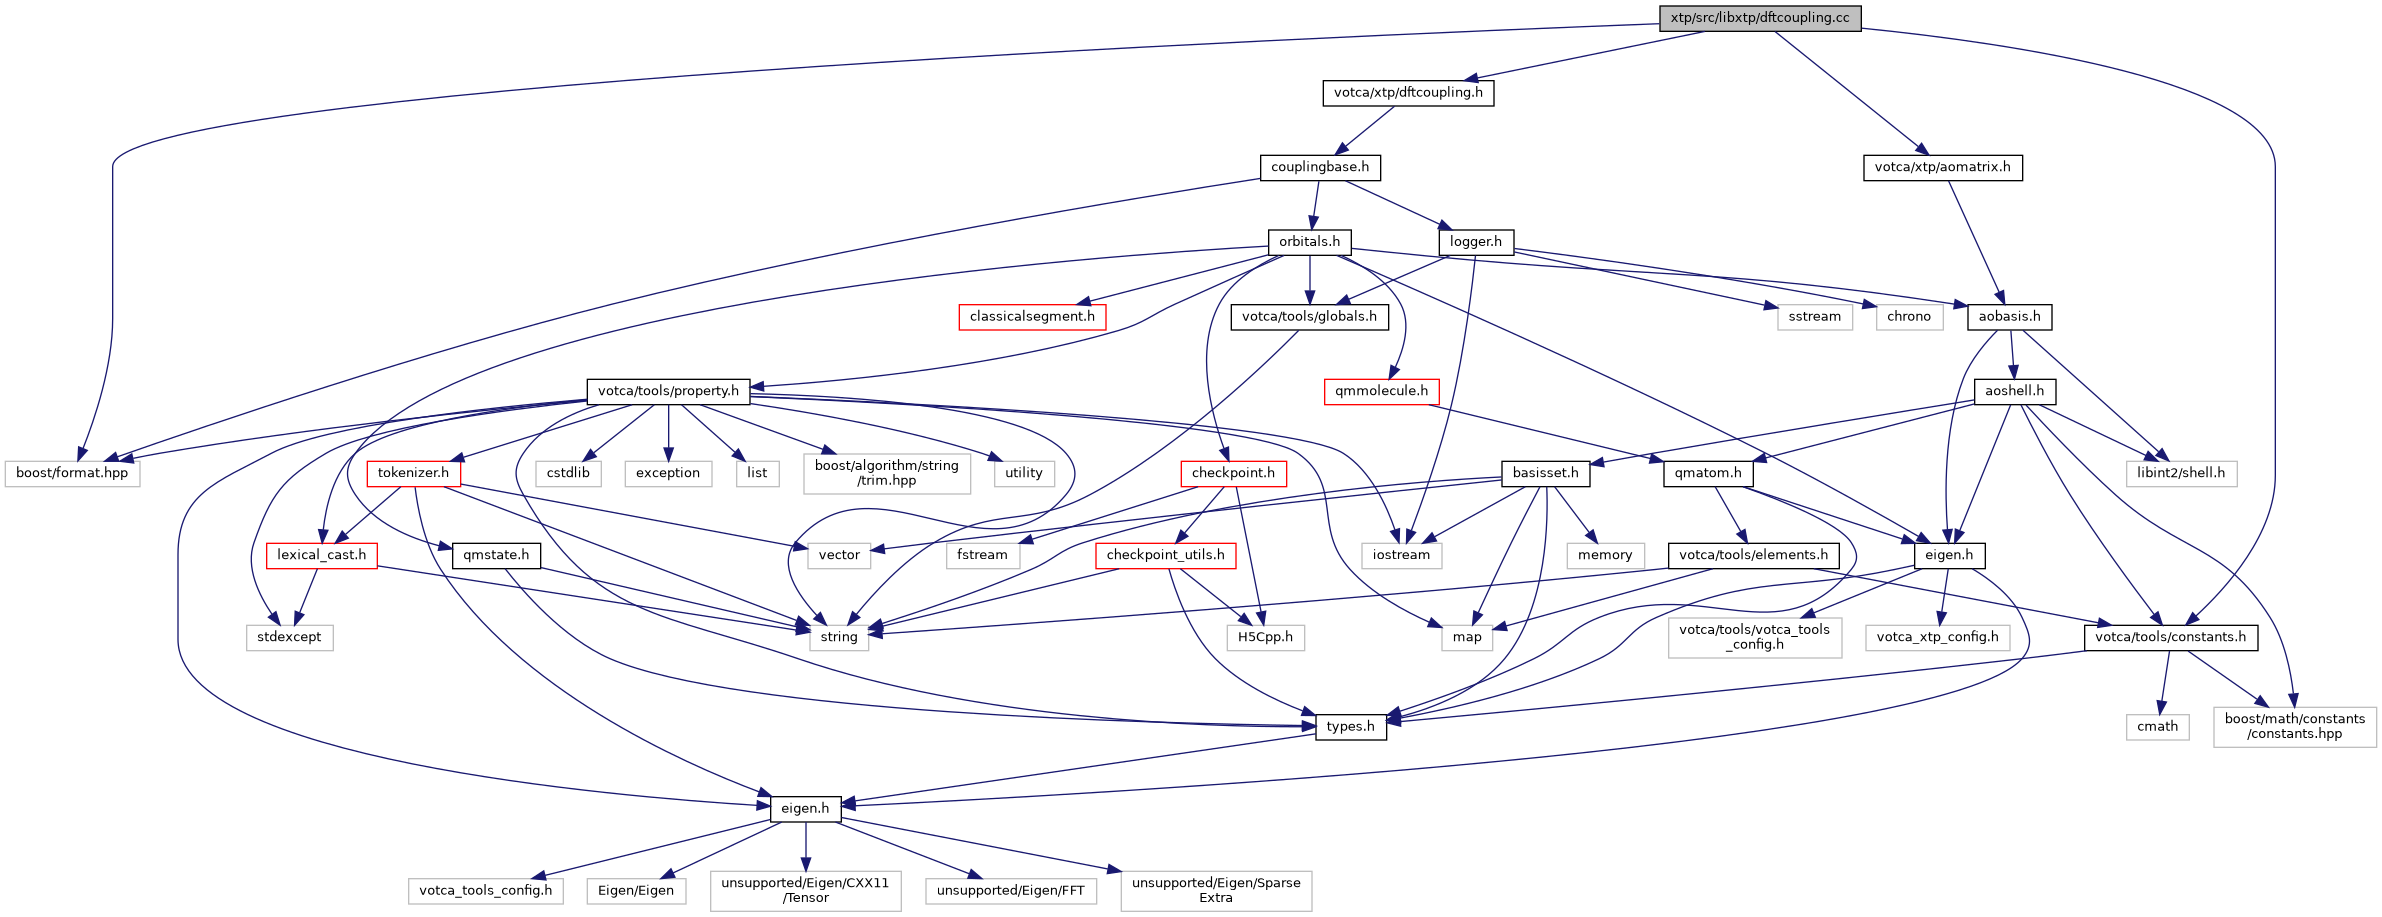 xtp/src/libxtp/dftcoupling.cc
votca/xtp/dftcoupling.h
couplingbase.h
votca/xtp/aomatrix.h
orbitals.h
logger.h
classicalsegment.h
votca/tools/globals.h
sstream
chrono
aobasis.h
votca/tools/property.h
qmmolecule.h
aoshell.h
boost/format.hpp
tokenizer.h
cstdlib
exception
list
boost/algorithm/string
/trim.hpp
utility
checkpoint.h
basisset.h
qmatom.h
libint2/shell.h
lexical_cast.h
qmstate.h
vector
fstream
checkpoint_utils.h
iostream
memory
votca/tools/elements.h
eigen.h
stdexcept
string
H5Cpp.h
map
votca/tools/votca_tools
_config.h
votca_xtp_config.h
votca/tools/constants.h
types.h
cmath
boost/math/constants
/constants.hpp
eigen.h
votca_tools_config.h
Eigen/Eigen
unsupported/Eigen/CXX11
/Tensor
unsupported/Eigen/FFT
unsupported/Eigen/Sparse
Extra